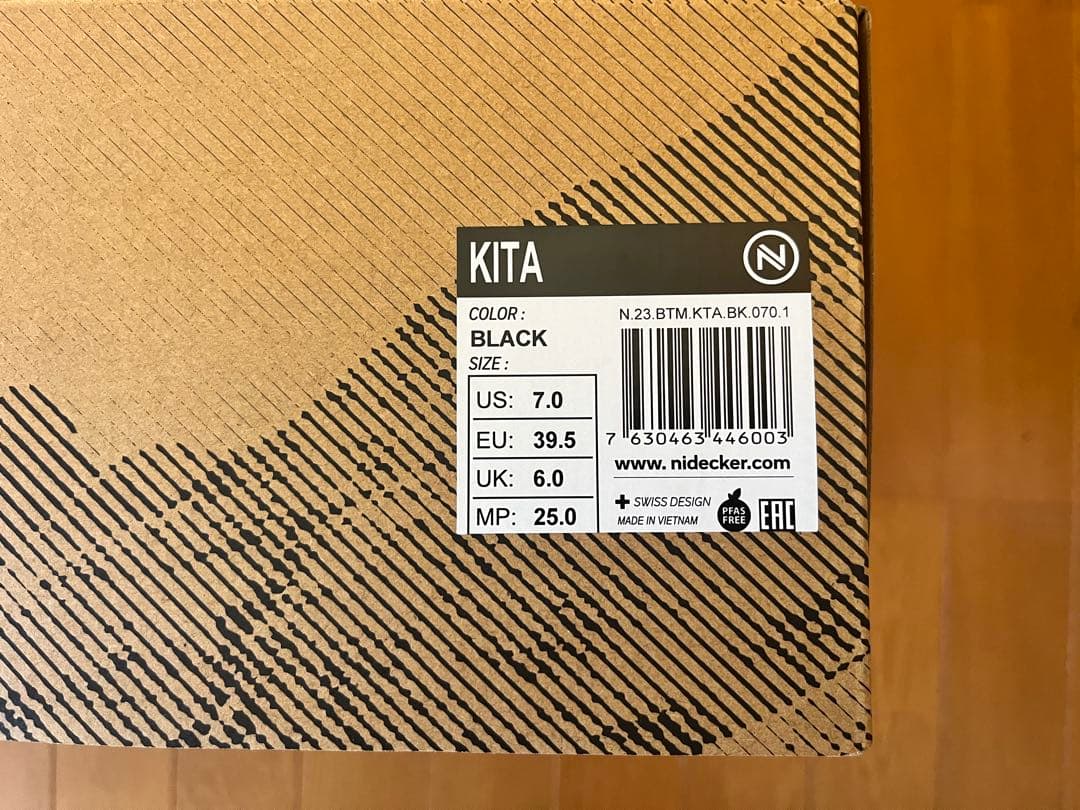 KITA
COLOR :
BLACK
SIZE :
US: 7.0
EU: 39.5
UK: 6.0
MP: 25.0
N.23.BTM.KTA.BK.070.1
7 630463 446003
www. nidecker.com
+ SWISS DESIGN
MADE IN VIETNAM
PFAS
FREE
EAC